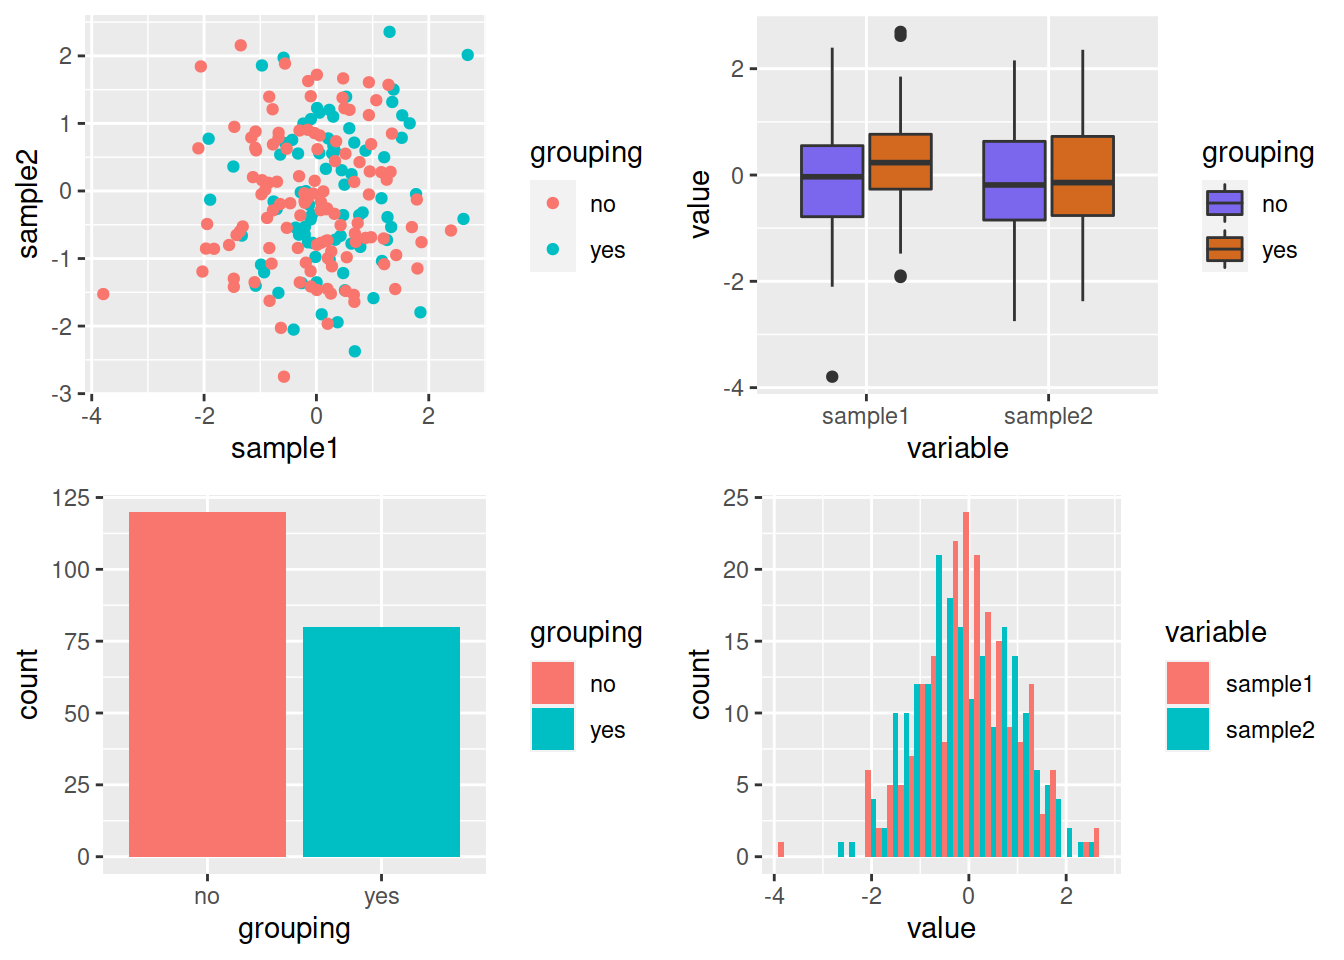 2
1
0
-1
-2
-3
-4
-2
0
2
sample1
sample2
grouping
no
yes
2
0
-2
-4
sample1
sample2
variable
value
grouping
no
yes
125
100
75
50
25
0
no
yes
grouping
count
grouping
no
yes
25
20
15
10
5
0
-4
-2
0
2
value
count
variable
sample1
sample2